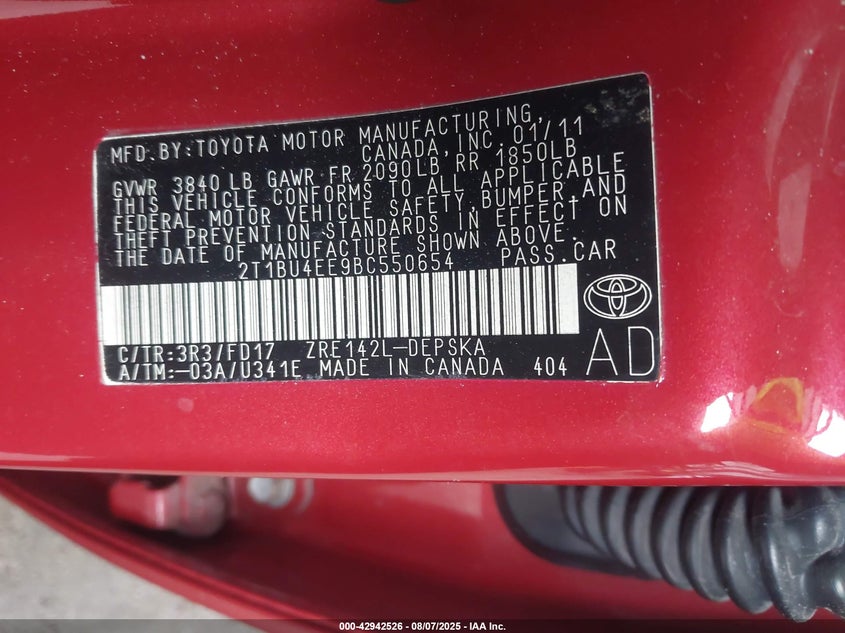 MFD.BY:TOYOTA MOTOR MANUFACTURING,
CANADA, INC. 01/11
GVWR 3840 LB GAWR FR 2090LB RR 1850LB
THIS VEHICLE CONFORMS TO ALL APPLICABLE
FEDERAL MOTOR VEHICLE SAFETY,BUMPER,AND
THEFT PREVENTION STANDARDS IN EFFECT ON
THE DATE OF MANUFACTURE SHOWN ABOVE.
2T1BU4EE9BC550654 PASS.CAR
C/TR:3R3/FD17 ZRE142L-DEPSKA
A/TM:-03A/U341E MADE IN CANADA 404
AD
000-42942526 - 08/07/2025 - IAA Inc.